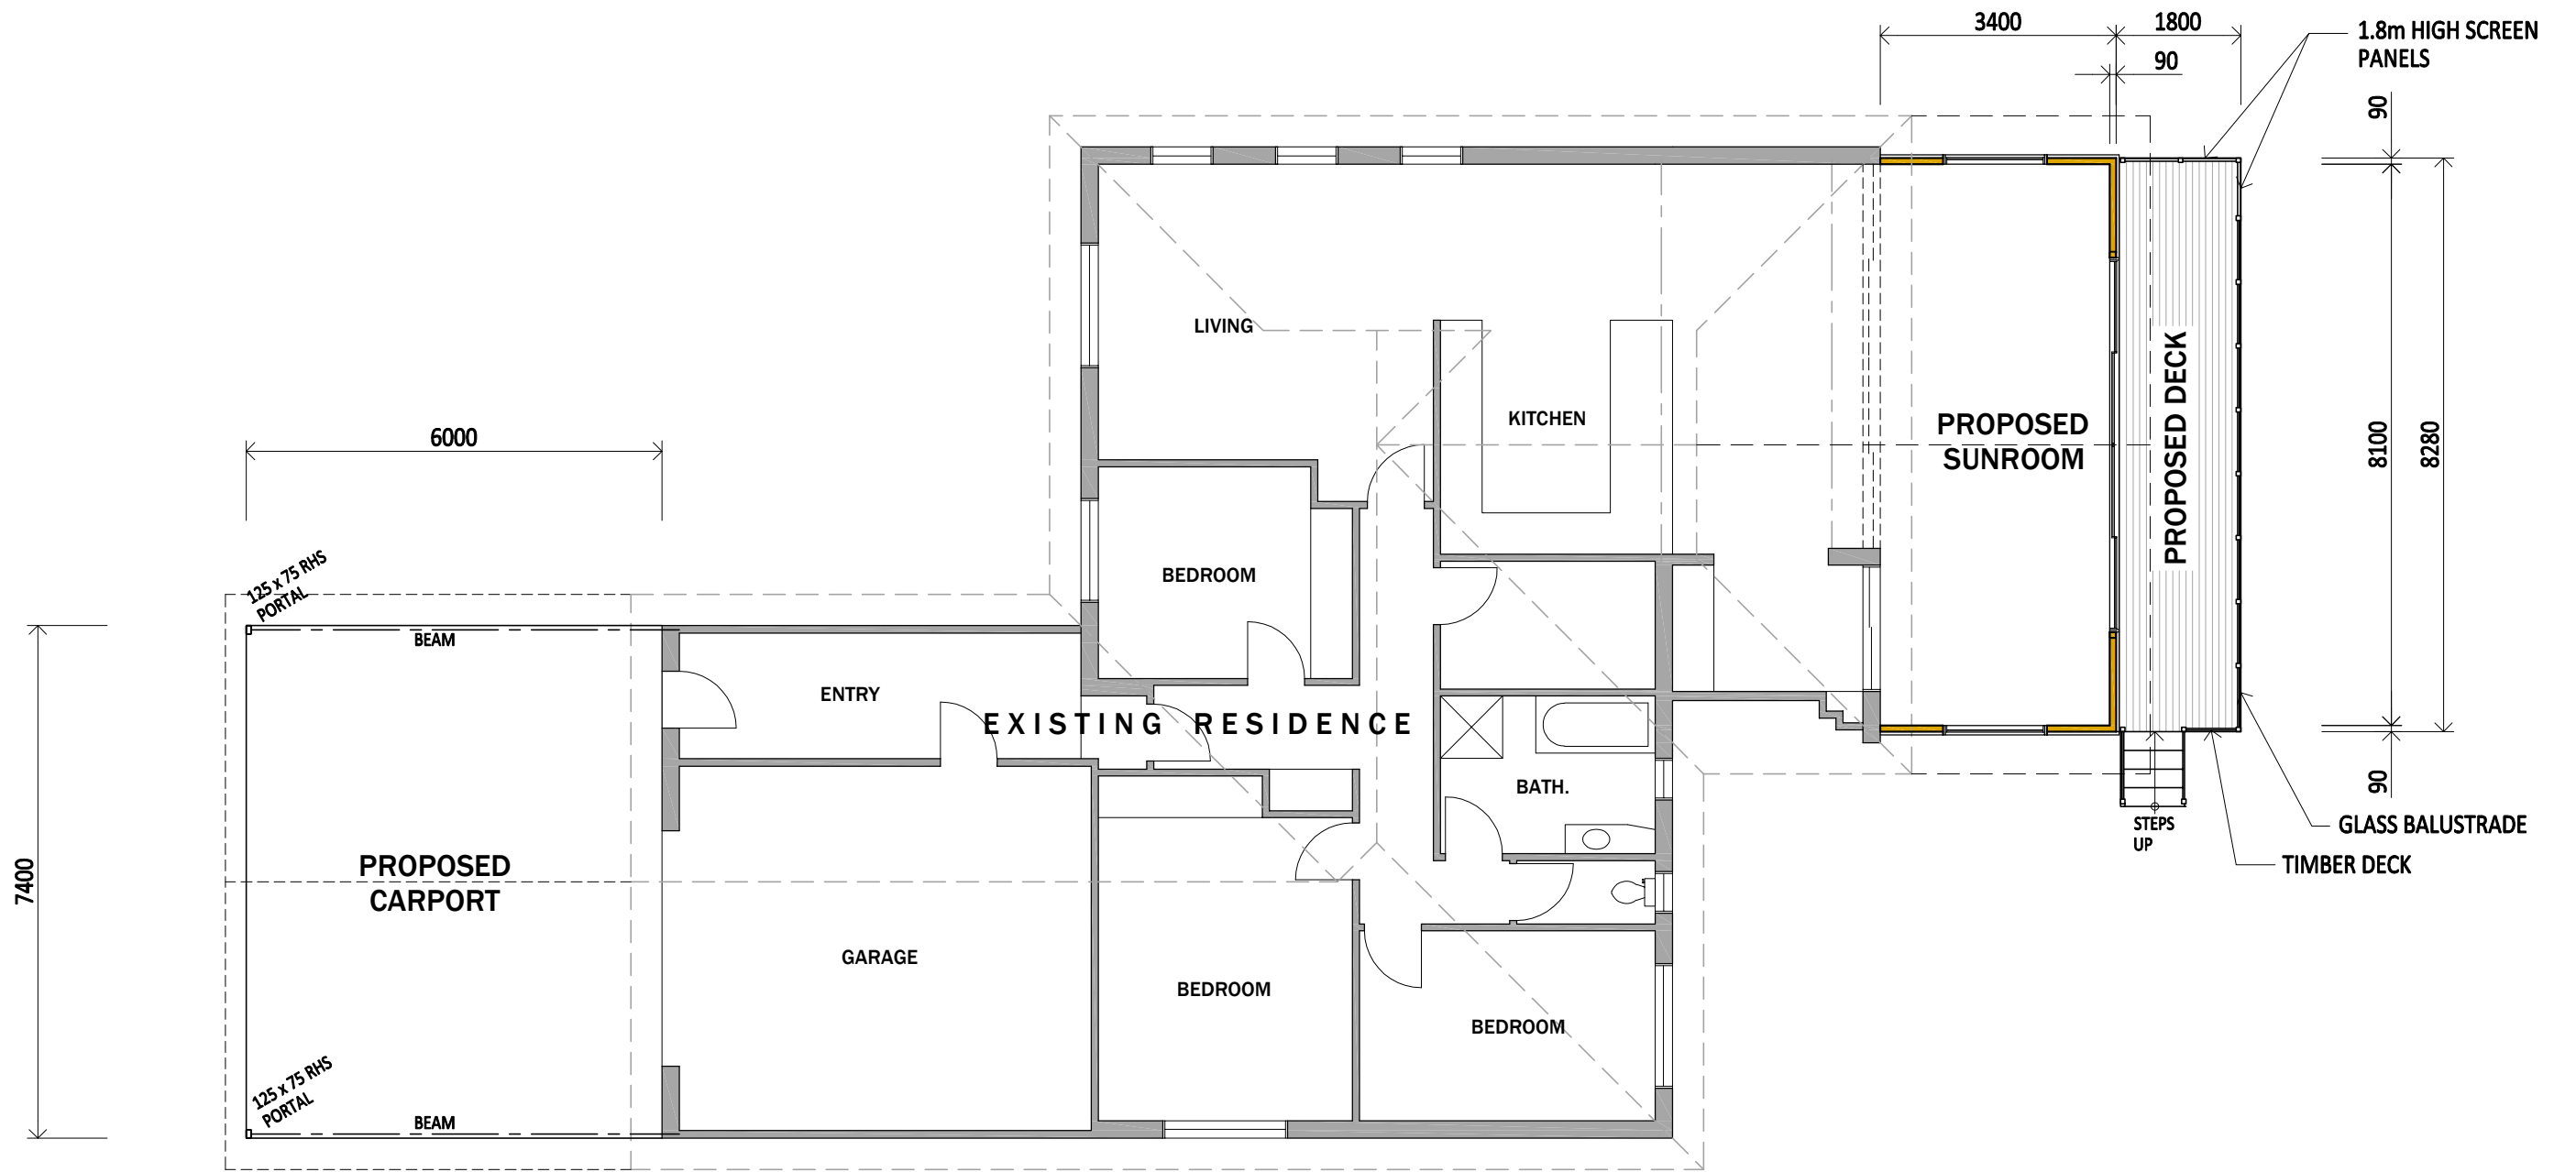 3400
1800
1.8m HIGH SCREEN
PANELS
90
90
LIVING
KITCHEN
PROPOSED
SUNROOM
PROPOSED DECK
8100
8280
6000
125 x 75 RHS
PORTAL
BEAM
BEDROOM
ENTRY
EXISTING RESIDENCE
BATH.
90
STEPS
UP
GLASS BALUSTRADE
TIMBER DECK
7400
PROPOSED
CARPORT
GARAGE
BEDROOM
BEDROOM
125 x 75 RHS
PORTAL
BEAM